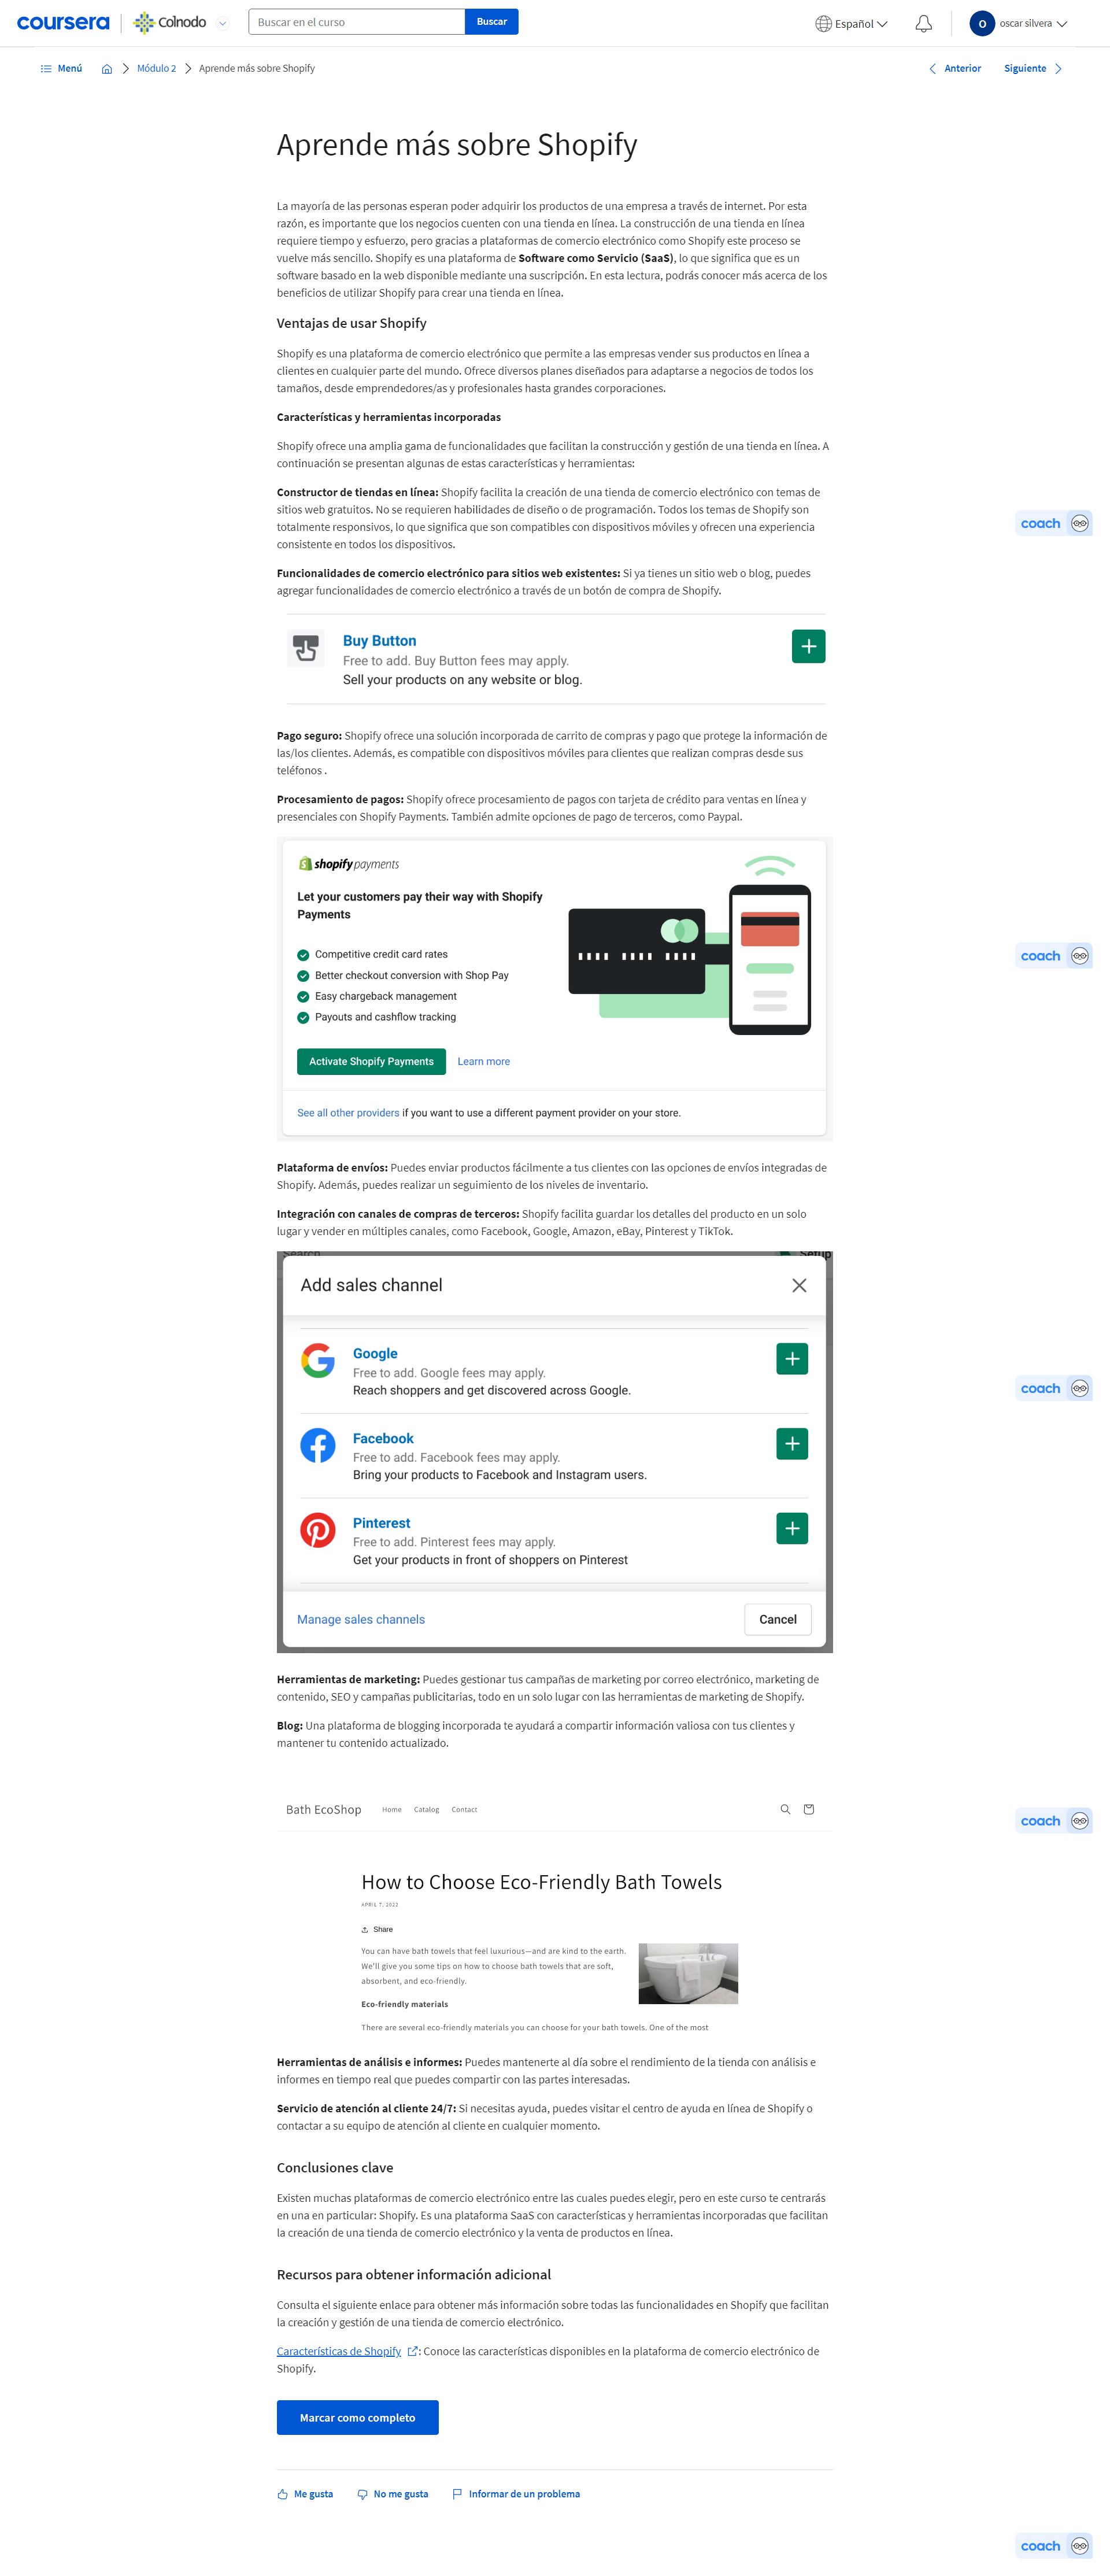 coursera
Colnodo
Buscar en el curso
Buscar
Español
O
oscar silvera
Menú
Módulo 2
Aprende más sobre Shopify
Anterior
Siguiente
Aprende más sobre Shopify
La mayoría de las personas esperan poder adquirir los productos de una empresa a través de internet. Por esta
razón, es importante que los negocios cuenten con una tienda en línea. La construcción de una tienda en línea
requiere tiempo y esfuerzo, pero gracias a plataformas de comercio electrónico como Shopify este proceso se
vuelve más sencillo. Shopify es una plataforma de Software como Servicio (SaaS), lo que significa que es un
software basado en la web disponible mediante una suscripción. En esta lectura, podrás conocer más acerca de los
beneficios de utilizar Shopify para crear una tienda en línea.
Ventajas de usar Shopify
Shopify es una plataforma de comercio electrónico que permite a las empresas vender sus productos en línea a
clientes en cualquier parte del mundo. Ofrece diversos planes diseñados para adaptarse a negocios de todos los
tamaños, desde emprendedores/as y profesionales hasta grandes corporaciones.
Características y herramientas incorporadas
Shopify ofrece una amplia gama de funcionalidades que facilitan la construcción y gestión de una tienda en línea. A
continuación se presentan algunas de estas características y herramientas:
Constructor de tiendas en línea: Shopify facilita la creación de una tienda de comercio electrónico con temas de
sitios web gratuitos. No se requieren habilidades de diseño o de programación. Todos los temas de Shopify son
totalmente responsivos, lo que significa que son compatibles con dispositivos móviles y ofrecen una experiencia
consistente en todos los dispositivos.
coach
Funcionalidades de comercio electrónico para sitios web existentes: Si ya tienes un sitio web o blog, puedes
agregar funcionalidades de comercio electrónico a través de un botón de compra de Shopify.
Buy Button
Free to add. Buy Button fees may apply.
Sell your products on any website or blog.
Pago seguro: Shopify ofrece una solución incorporada de carrito de compras y pago que protege la información de
las/los clientes. Además, es compatible con dispositivos móviles para clientes que realizan compras desde sus
teléfonos .
Procesamiento de pagos: Shopify ofrece procesamiento de pagos con tarjeta de crédito para ventas en línea y
presenciales con Shopify Payments. También admite opciones de pago de terceros, como Paypal.
shopify payments
Let your customers pay their way with Shopify
Payments
Competitive credit card rates
Better checkout conversion with Shop Pay
Easy chargeback management
Payouts and cashflow tracking
coach
Activate Shopify Payments
Learn more
See all other providers if you want to use a different payment provider on your store.
Plataforma de envíos: Puedes enviar productos fácilmente a tus clientes con las opciones de envíos integradas de
Shopify. Además, puedes realizar un seguimiento de los niveles de inventario.
Integración con canales de compras de terceros: Shopify facilita guardar los detalles del producto en un solo
lugar y vender en múltiples canales, como Facebook, Google, Amazon, eBay, Pinterest y TikTok.
Search
Setup
Add sales channel
Google
Free to add. Google fees may apply.
Reach shoppers and get discovered across Google.
coach
Facebook
Free to add. Facebook fees may apply.
Bring your products to Facebook and Instagram users.
Pinterest
Free to add. Pinterest fees may apply.
Get your products in front of shoppers on Pinterest
Manage sales channels
Cancel
Herramientas de marketing: Puedes gestionar tus campañas de marketing por correo electrónico, marketing de
contenido, SEO y campañas publicitarias, todo en un solo lugar con las herramientas de marketing de Shopify.
Blog: Una plataforma de blogging incorporada te ayudará a compartir información valiosa con tus clientes y
mantener tu contenido actualizado.
Bath EcoShop
Home
Catalog
Contact
coach
How to Choose Eco-Friendly Bath Towels
APRIL 7, 2022
Share
You can have bath towels that feel luxurious—and are kind to the earth.
We'll give you some tips on how to choose bath towels that are soft,
absorbent, and eco-friendly.
Eco-friendly materials
There are several eco-friendly materials you can choose for your bath towels. One of the most
Herramientas de análisis e informes: Puedes mantenerte al día sobre el rendimiento de la tienda con análisis e
informes en tiempo real que puedes compartir con las partes interesadas.
Servicio de atención al cliente 24/7: Si necesitas ayuda, puedes visitar el centro de ayuda en línea de Shopify o
contactar a su equipo de atención al cliente en cualquier momento.
Conclusiones clave
Existen muchas plataformas de comercio electrónico entre las cuales puedes elegir, pero en este curso te centrarás
en una en particular: Shopify. Es una plataforma SaaS con características y herramientas incorporadas que facilitan
la creación de una tienda de comercio electrónico y la venta de productos en línea.
Recursos para obtener información adicional
Consulta el siguiente enlace para obtener más información sobre todas las funcionalidades en Shopify que facilitan
la creación y gestión de una tienda de comercio electrónico.
Características de Shopify : Conoce las características disponibles en la plataforma de comercio electrónico de
Shopify.
Marcar como completo
Me gusta
No me gusta
Informar de un problema
coach